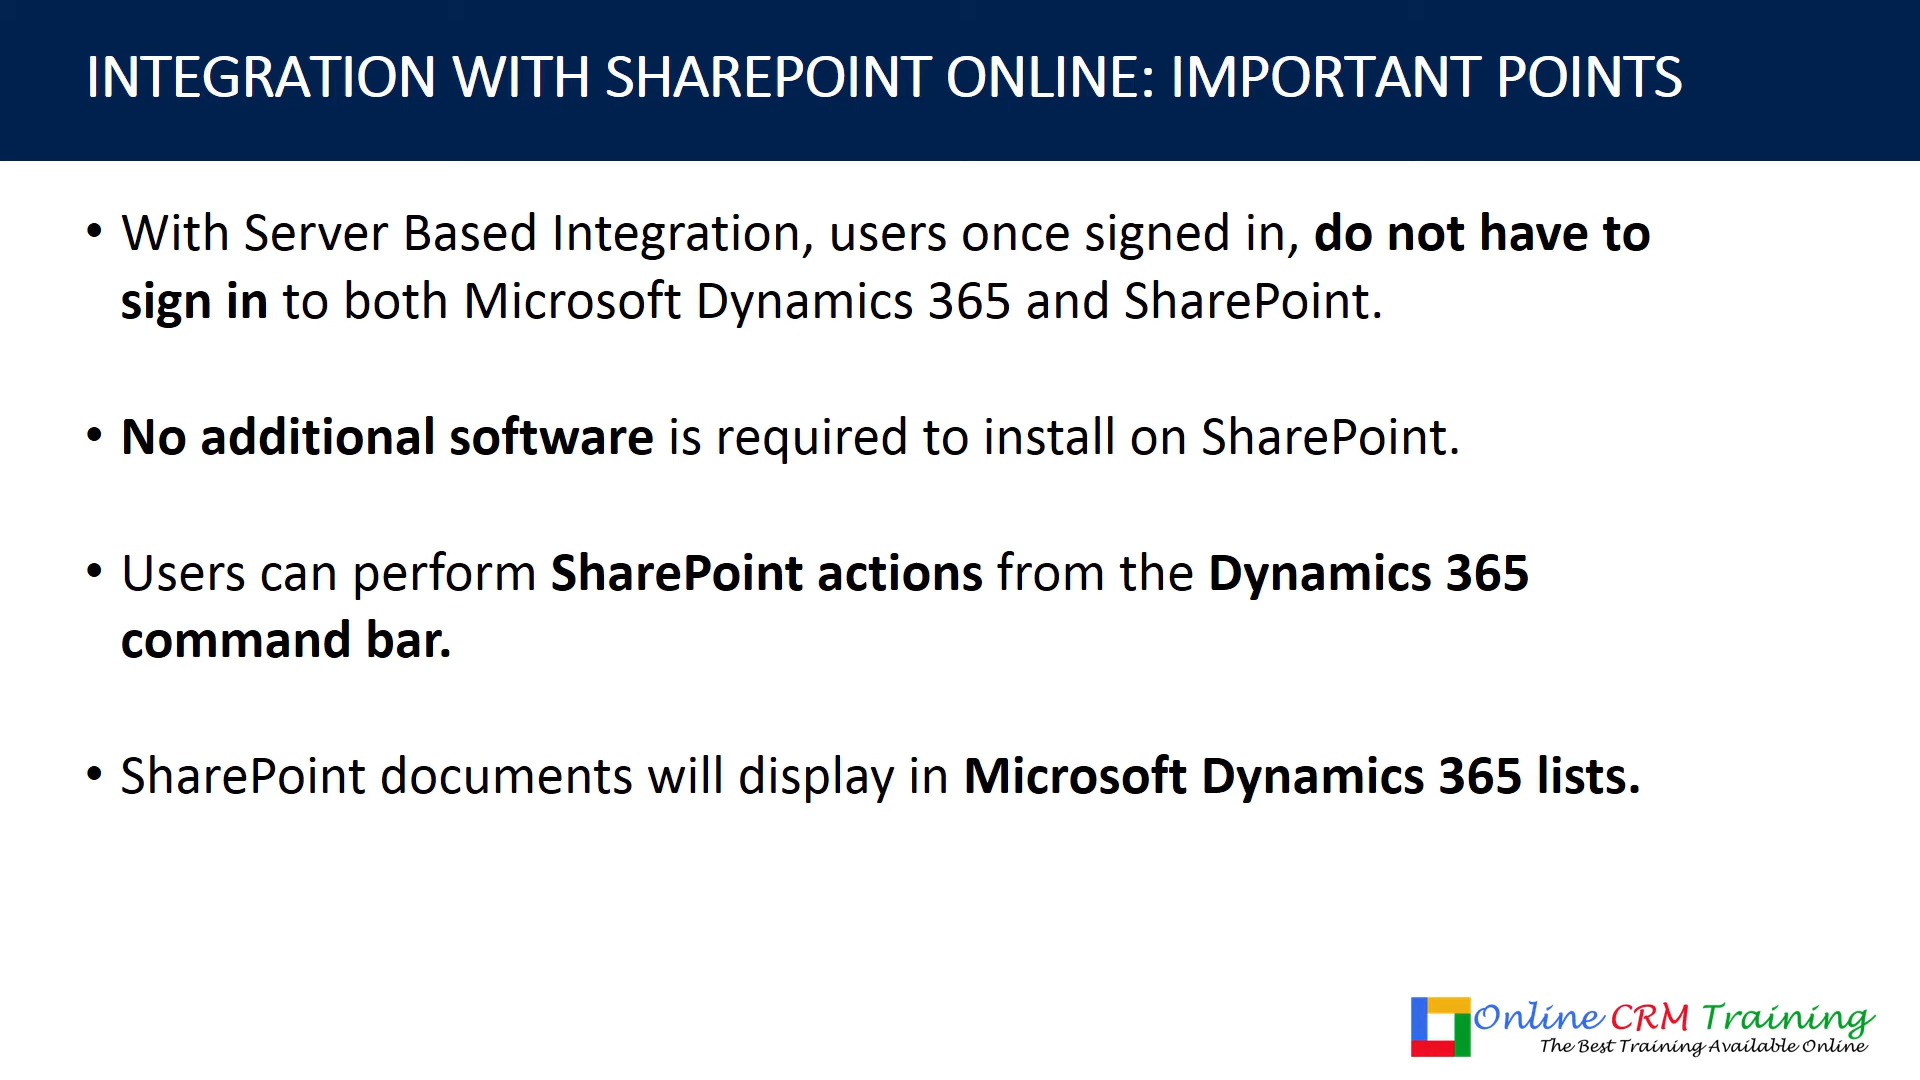 INTEGRATION WITH SHAREPOINT ONLINE: IMPORTANT POINTS
• With Server Based Integration, users once signed in, do not have to
sign in to both Microsoft Dynamics 365 and SharePoint.
• No additional software is required to install on SharePoint.
• Users can perform SharePoint actions from the Dynamics 365
command bar.
• SharePoint documents will display in Microsoft Dynamics 365 lists.
Online CRM Training
The Best Training Available Online